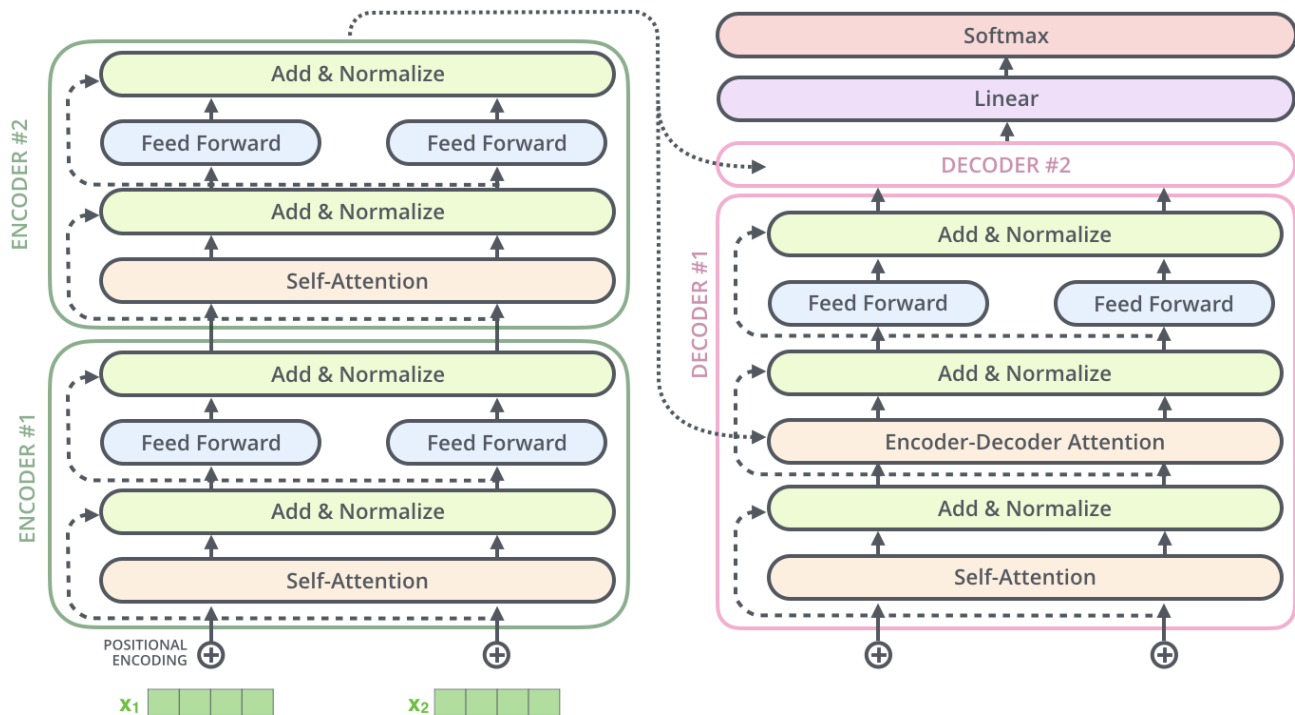 ENCODER #2
Add & Normalize
Feed Forward
Feed Forward
Add & Normalize
Self-Attention
ENCODER #1
Add & Normalize
Feed Forward
Feed Forward
Add & Normalize
Self-Attention
POSITIONAL
ENCODING
x₁
x₂
Softmax
Linear
DECODER #2
DECODER #1
Add & Normalize
Feed Forward
Feed Forward
Add & Normalize
Encoder-Decoder Attention
Add & Normalize
Self-Attention